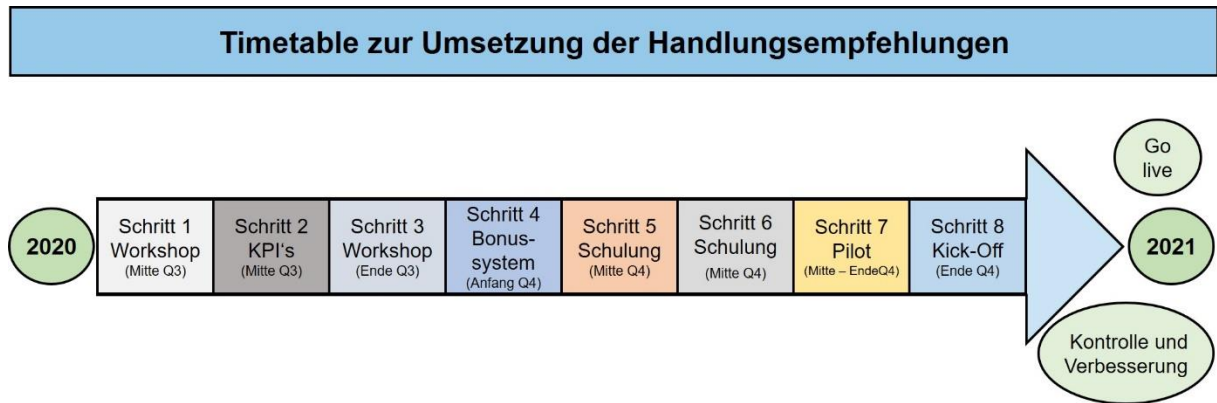 Timetable zur Umsetzung der Handlungsempfehlungen
2020
Schritt 1
Workshop
(Mitte Q3)
Schritt 2
KPI‘s
(Mitte Q3)
Schritt 3
Workshop
(Ende Q3)
Schritt 4
Bonus-
system
(Anfang Q4)
Schritt 5
Schulung
(Mitte Q4)
Schritt 6
Schulung
(Mitte Q4)
Schritt 7
Pilot
(Mitte – EndeQ4)
Schritt 8
Kick-Off
(Ende Q4)
Go
live
2021
Kontrolle und
Verbesserung